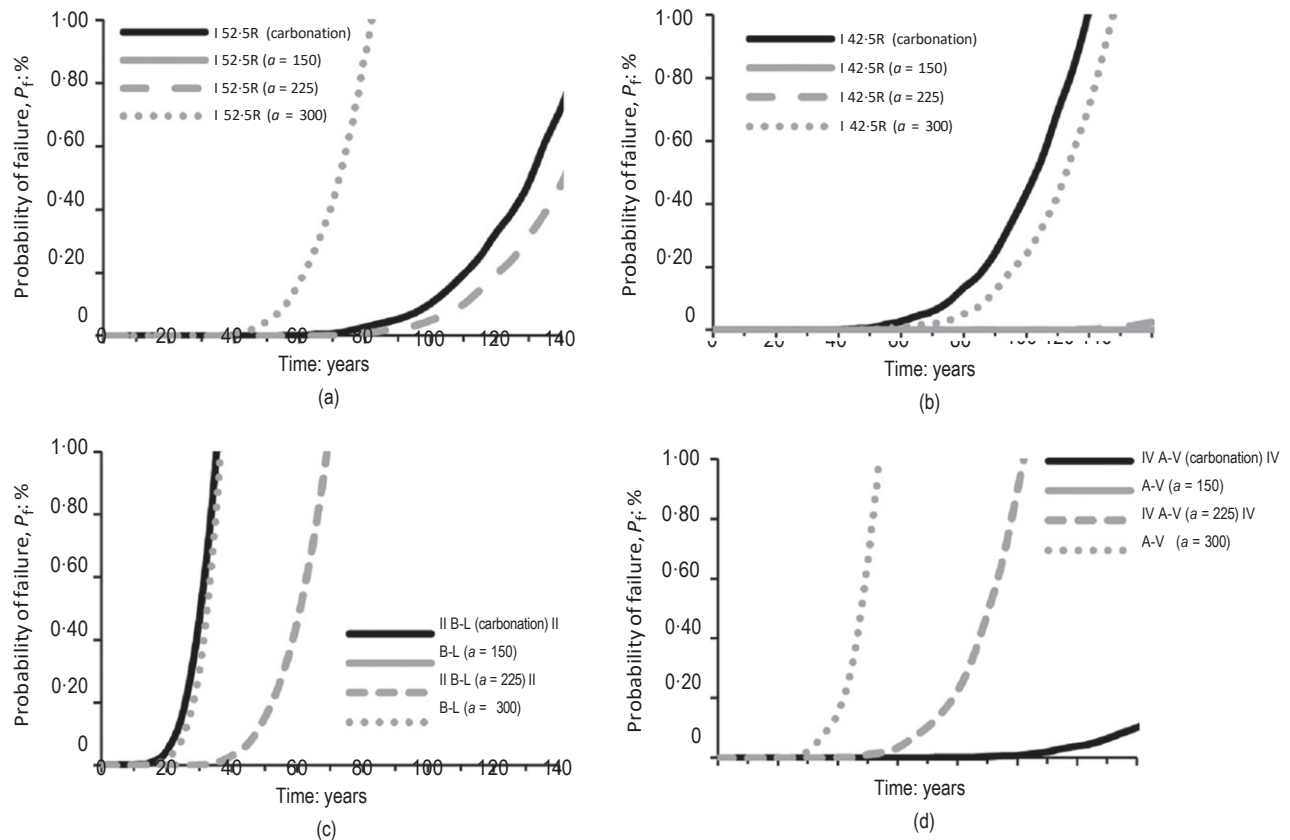 1·00
0·80
0·60
0·40
0·20
0
Probability of failure, Pf: %
I 52·5R (carbonation)
I 52·5R (a = 150)
I 52·5R (a = 225)
I 52·5R (a = 300)
0 20 40 60 80 100 120 140
Time: years
(a)
1·00
0·80
0·60
0·40
0·20
0
Probability of failure, Pf: %
I 42·5R (carbonation)
I 42·5R (a = 150)
I 42·5R (a = 225)
I 42·5R (a = 300)
0 20 40 60 80 100 120 140
Time: years
(b)
1·00
0·80
0·60
0·40
0·20
0
Probability of failure, Pf: %
II B-L (carbonation) II
B-L (a = 150)
II B-L (a = 225) II
B-L (a = 300)
0 20 40 60 80 100 120 140
Time: years
(c)
1·00
0·80
0·60
0·40
0·20
0
Probability of failure, Pf: %
IV A-V (carbonation) IV
A-V (a = 150)
IV A-V (a = 225) IV
A-V (a = 300)
Time: years
(d)